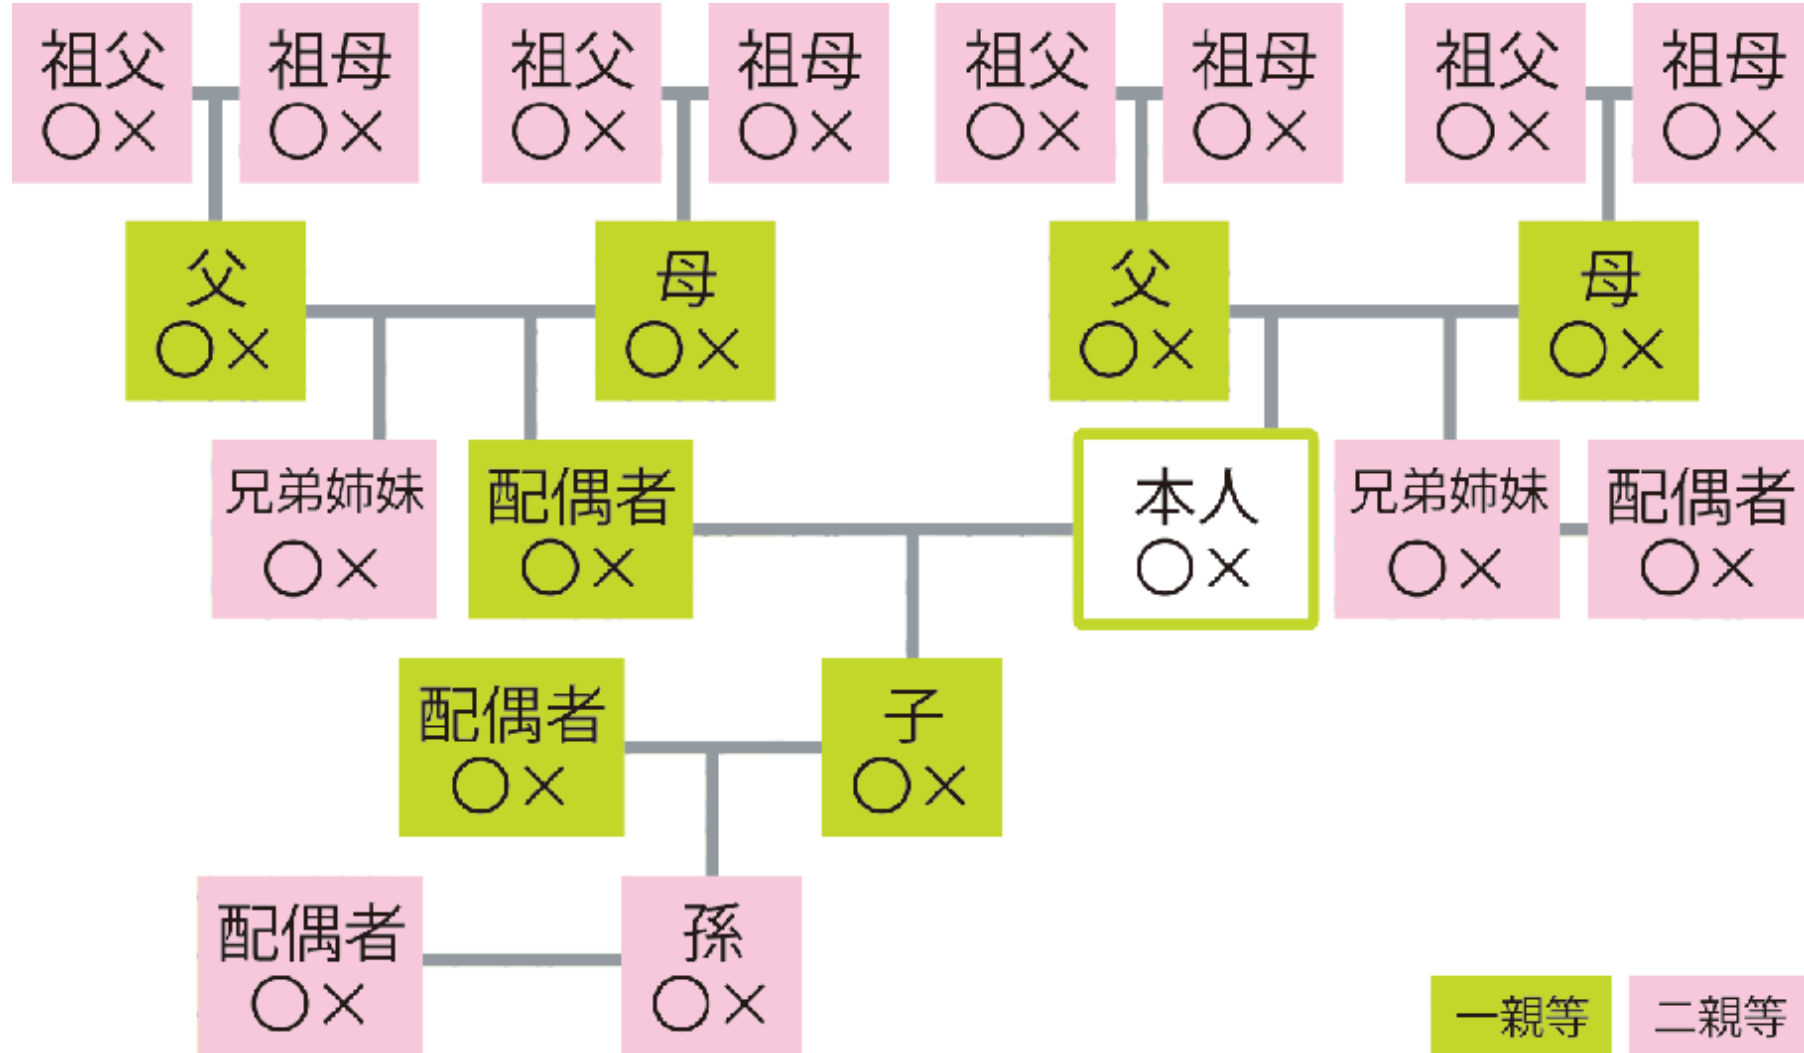 祖父 祖母 祖父 祖母 祖父 祖母 祖父 祖母
○× ○× ○× ○× ○× ○× ○× ○×
父 母 父 母
○× ○× ○× ○×
兄弟姉妹 配偶者 本人 兄弟姉妹 配偶者
○× ○× ○× ○× ○×
配偶者 子
○× ○×
配偶者 孫
○× ○×
一親等 二親等